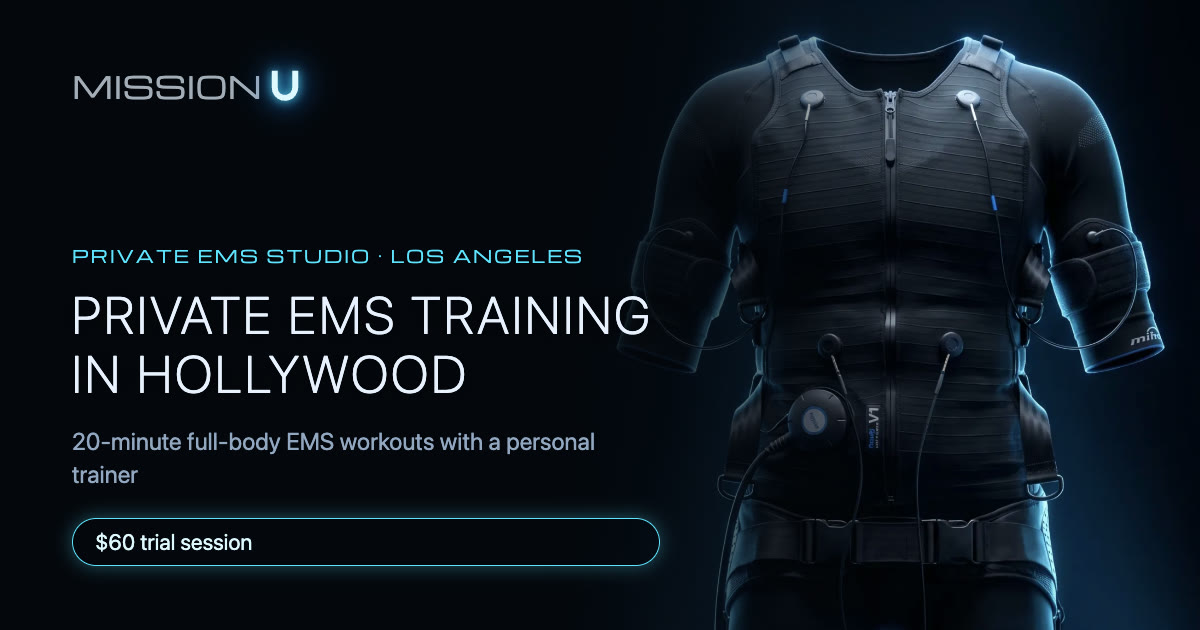 MISSION U
PRIVATE EMS STUDIO · LOS ANGELES
PRIVATE EMS TRAINING
IN HOLLYWOOD
20-minute full-body EMS workouts with a personal
trainer
$60 trial session